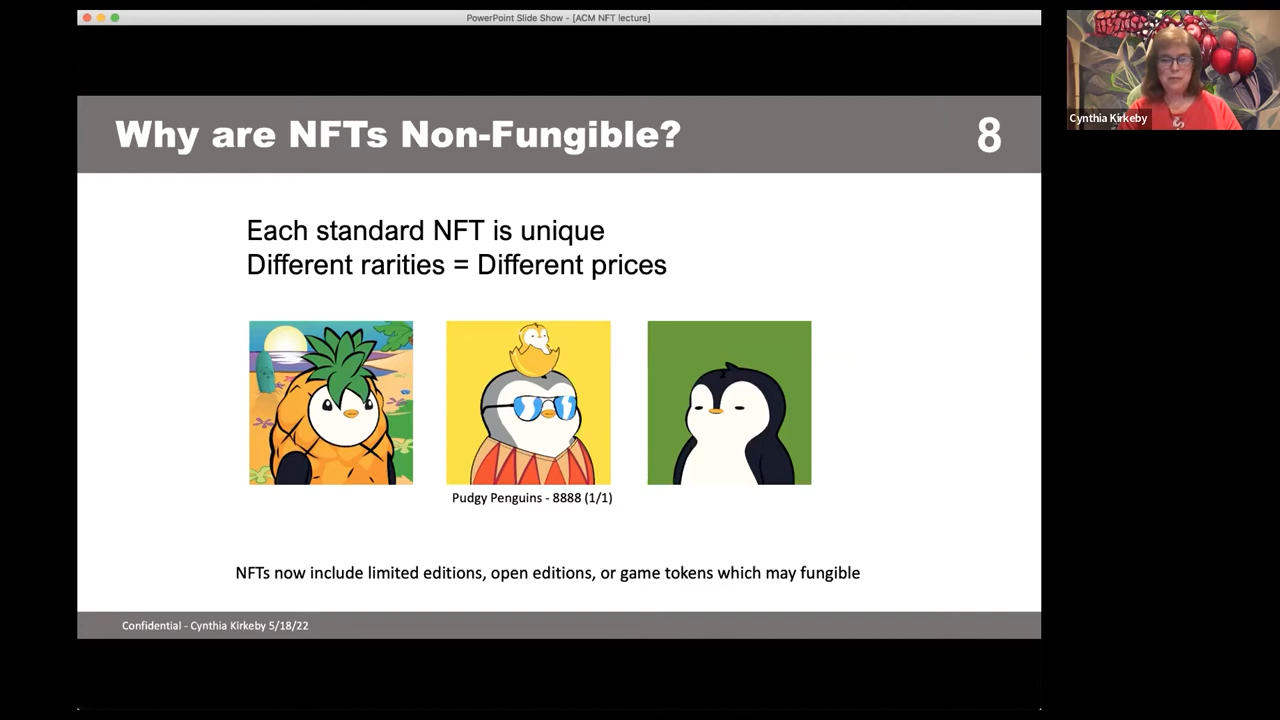 PowerPoint Slide Show - [ACM NFT lecture]
Why are NFTs Non-Fungible?
8
Each standard NFT is unique
Different rarities = Different prices
Pudgy Penguins - 8888 (1/1)
NFTs now include limited editions, open editions, or game tokens which may fungible
Confidential - Cynthia Kirkeby 5/18/22
Cynthia Kirkeby